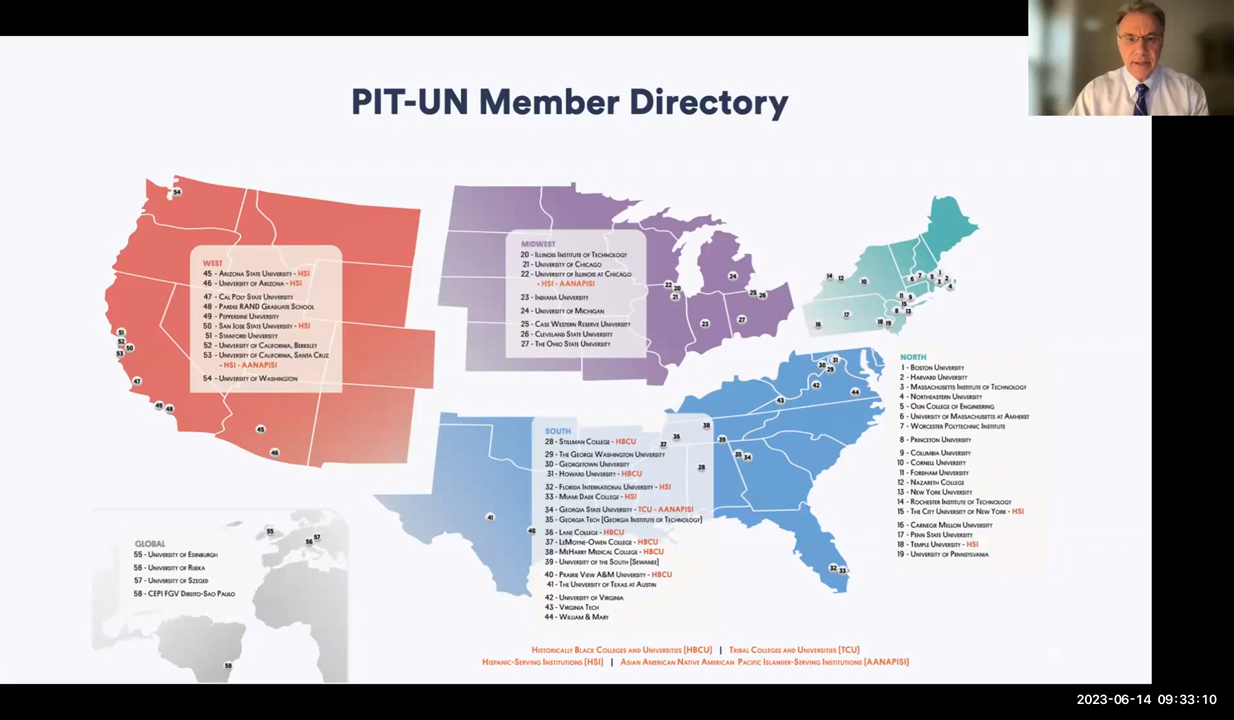 PIT-UN Member Directory
WEST
45 - Arizona State University - HSI
46 - University of Arizona - HSI
47 - Cal Poly State University
48 - Pardee RAND Graduate School
49 - Pepperdine University
50 - San Jose State University - HSI
51 - Stanford University
52 - University of California, Berkeley
53 - University of California, Santa Cruz
- HSI - AANAPISI
54 - University of Washington
MIDWEST
20 - Illinois Institute of Technology
21 - University of Chicago
22 - University of Illinois at Chicago
- HSI - AANAPISI
23 - Indiana University
24 - University of Michigan
25 - Case Western Reserve University
26 - Cleveland State University
27 - The Ohio State University
SOUTH
28 - Stillman College - HBCU
29 - The George Washington University
30 - Georgetown University
31 - Howard University - HBCU
32 - Florida International University - HSI
33 - Miami Dade College - HSI
34 - Georgia State University - TCU - AANAPISI
35 - Georgia Tech [Georgia Institute of Technology]
36 - Lane College - HBCU
37 - LeMoyne-Owen College - HBCU
38 - Meharry Medical College - HBCU
39 - University of the South [Sewanee]
40 - Prairie View A&M University - HBCU
41 - The University of Texas at Austin
42 - University of Virginia
43 - Virginia Tech
44 - William & Mary
NORTH
1 - Boston University
2 - Harvard University
3 - Massachusetts Institute of Technology
4 - Northeastern University
5 - Olin College of Engineering
6 - University of Massachusetts at Amherst
7 - Worcester Polytechnic Institute
8 - Princeton University
9 - Columbia University
10 - Cornell University
11 - Fordham University
12 - Nazareth College
13 - New York University
14 - Rochester Institute of Technology
15 - The City University of New York - HSI
16 - Carnegie Mellon University
17 - Penn State University
18 - Temple University - HSI
19 - University of Pennsylvania
GLOBAL
55 - University of Edinburgh
56 - University of Rijeka
57 - University of Szeged
58 - CEPI FGV Direito-Sao Paulo
Historically Black Colleges and Universities [HBCU] | Tribal Colleges and Universities [TCU]
Hispanic-Serving Institutions [HSI] | Asian American Native American Pacific Islander-Serving Institutions [AANAPISI]
2023-06-14 09:33:10